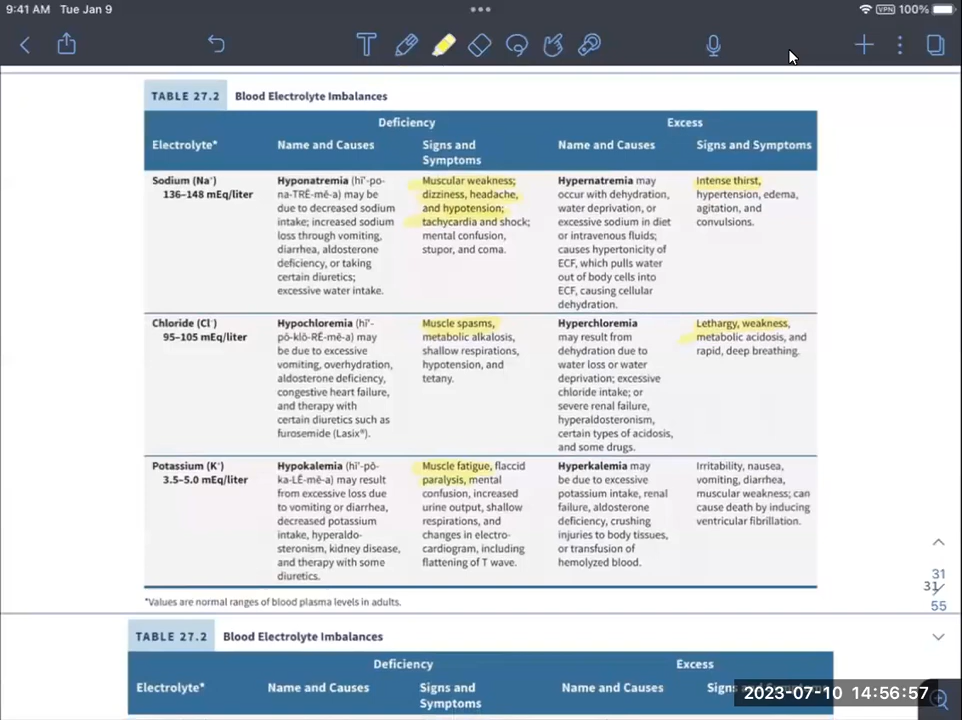 9:41 AM Tue Jan 9
VPN 100%
TABLE 27.2 Blood Electrolyte Imbalances
Deficiency Excess
Electrolyte* Name and Causes Signs and Symptoms Name and Causes Signs and Symptoms
Sodium (Na⁺)
136–148 mEq/liter
Hyponatremia (hī′-po-
na-TRĒ-mē-a) may be
due to decreased sodium
intake; increased sodium
loss through vomiting,
diarrhea, aldosterone
deficiency, or taking
certain diuretics;
excessive water intake.
Muscular weakness;
dizziness, headache,
and hypotension;
tachycardia and shock;
mental confusion,
stupor, and coma.
Hypernatremia may
occur with dehydration,
water deprivation, or
excessive sodium in diet
or intravenous fluids;
causes hypertonicity of
ECF, which pulls water
out of body cells into
ECF, causing cellular
dehydration.
Intense thirst,
hypertension, edema,
agitation, and
convulsions.
Chloride (Cl⁻)
95–105 mEq/liter
Hypochloremia (hī′-
pō-klō-RĒ-mē-a) may
be due to excessive
vomiting, overhydration,
aldosterone deficiency,
congestive heart failure,
and therapy with
certain diuretics such as
furosemide (Lasix®).
Muscle spasms,
metabolic alkalosis,
shallow respirations,
hypotension, and
tetany.
Hyperchloremia
may result from
dehydration due to
water loss or water
deprivation; excessive
chloride intake; or
severe renal failure,
hyperaldosteronism,
certain types of acidosis,
and some drugs.
Lethargy, weakness,
metabolic acidosis, and
rapid, deep breathing.
Potassium (K⁺)
3.5–5.0 mEq/liter
Hypokalemia (hī′-pō-
ka-LĒ-mē-a) may result
from excessive loss due
to vomiting or diarrhea,
decreased potassium
intake, hyperaldo-
steronism, kidney disease,
and therapy with some
diuretics.
Muscle fatigue, flaccid
paralysis, mental
confusion, increased
urine output, shallow
respirations, and
changes in electro-
cardiogram, including
flattening of T wave.
Hyperkalemia may
be due to excessive
potassium intake, renal
failure, aldosterone
deficiency, crushing
injuries to body tissues,
or transfusion of
hemolyzed blood.
Irritability, nausea,
vomiting, diarrhea,
muscular weakness; can
cause death by inducing
ventricular fibrillation.
*Values are normal ranges of blood plasma levels in adults.
31
31/
55
TABLE 27.2 Blood Electrolyte Imbalances
Deficiency Excess
Electrolyte* Name and Causes Signs and Symptoms Name and Causes
2023-07-10 14:56:57